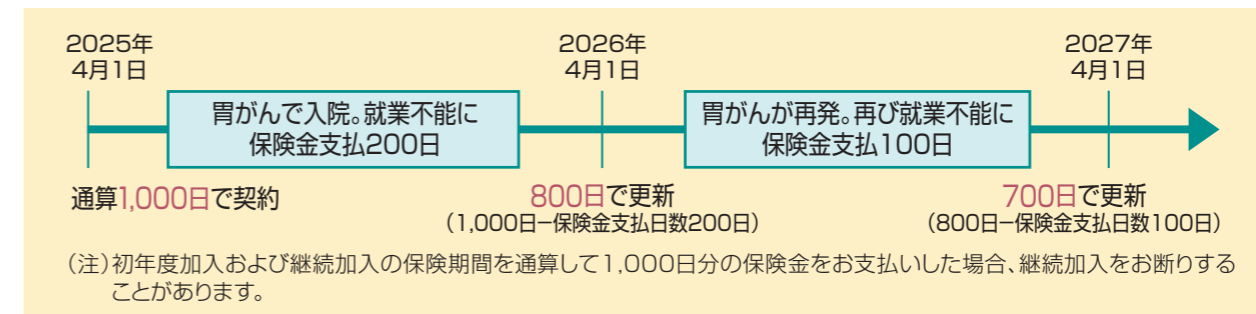 2025年
4月1日
2026年
4月1日
2027年
4月1日
胃がんで入院。就業不能に
保険金支払200日
胃がんが再発。再び就業不能に
保険金支払100日
通算1,000日で契約
800日で更新
（1,000日−保険金支払日数200日）
700日で更新
（800日−保険金支払日数100日）
（注）初年度加入および継続加入の保険期間を通算して1,000日分の保険金をお支払いした場合、継続加入をお断りする
ことがあります。